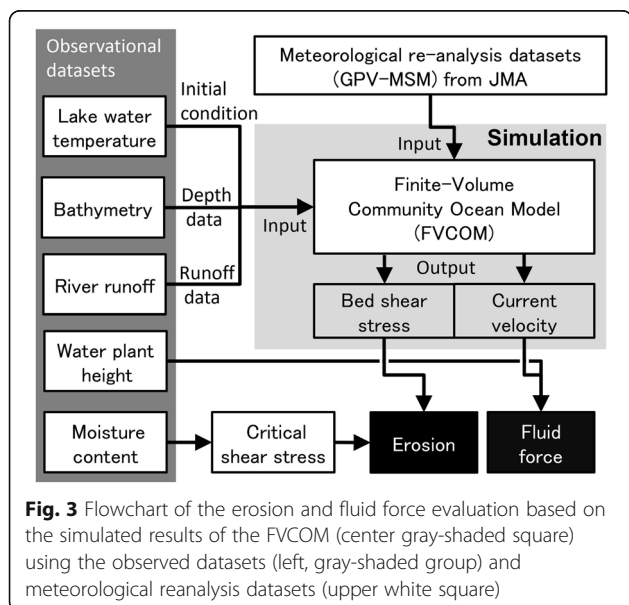 Observational
datasets
Meteorological re-analysis datasets
(GPV-MSM) from JMA
Lake water
temperature
Initial
condition
Input
Simulation
Bathymetry
Depth
data
Input
Finite-Volume
Community Ocean Model
(FVCOM)
River runoff
Runoff
data
Output
Bed shear
stress
Current
velocity
Water plant
height
Moisture
content
Critical
shear stress
Erosion
Fluid
force
Fig. 3 Flowchart of the erosion and fluid force evaluation based on
the simulated results of the FVCOM (center gray-shaded square)
using the observed datasets (left, gray-shaded group) and
meteorological reanalysis datasets (upper white square)